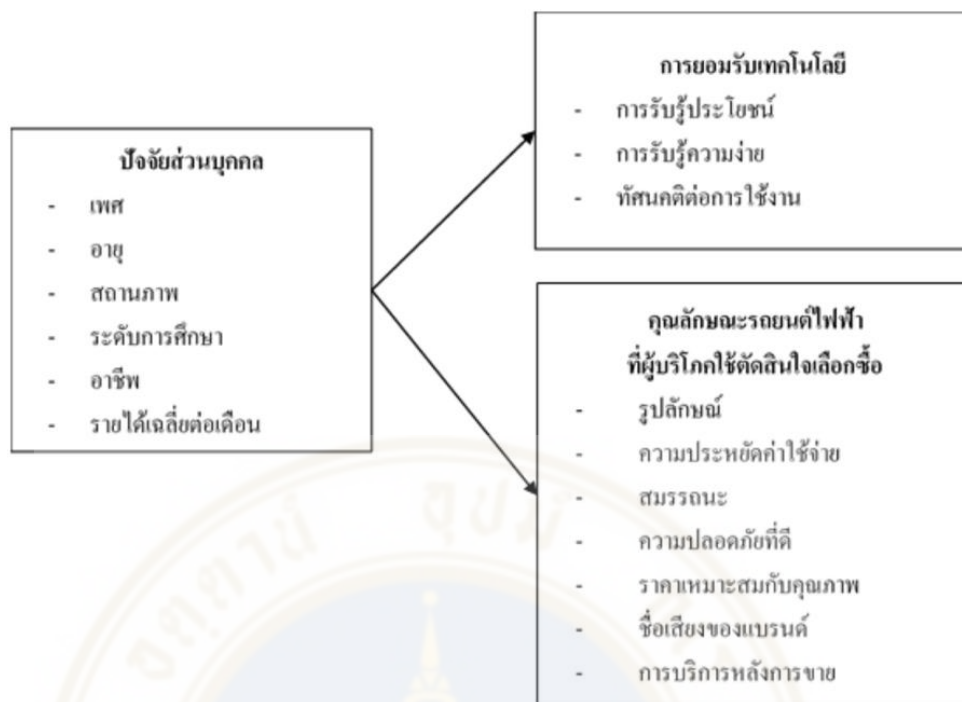 ปัจจัยส่วนบุคคล
- เพศ
- อายุ
- สถานภาพ
- ระดับการศึกษา
- อาชีพ
- รายได้เฉลี่ยต่อเดือน
การยอมรับเทคโนโลยี
- การรับรู้ประโยชน์
- การรับรู้ความง่าย
- ทัศนคติต่อการใช้งาน
คุณลักษณะรถยนต์ไฟฟ้า
ที่ผู้บริโภคใช้ตัดสินใจเลือกซื้อ
- รูปลักษณ์
- ความประหยัดค่าใช้จ่าย
- สมรรถนะ
- ความปลอดภัยที่ดี
- ราคาเหมาะสมกับคุณภาพ
- ชื่อเสียงของแบรนด์
- การบริการหลังการขาย